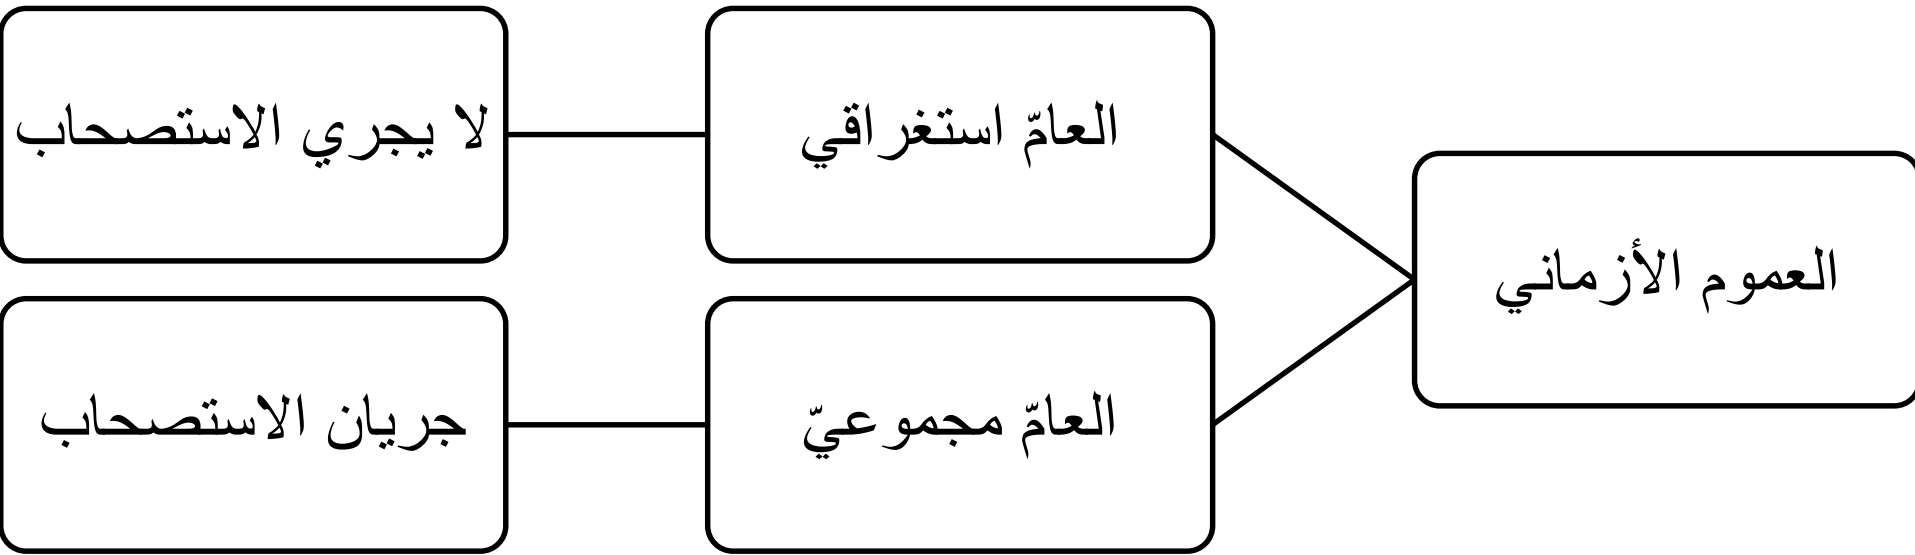 العموم الأزماني
العامّ استغراقي
لا يجري الاستصحاب
العامّ مجموعيّ
جريان الاستصحاب